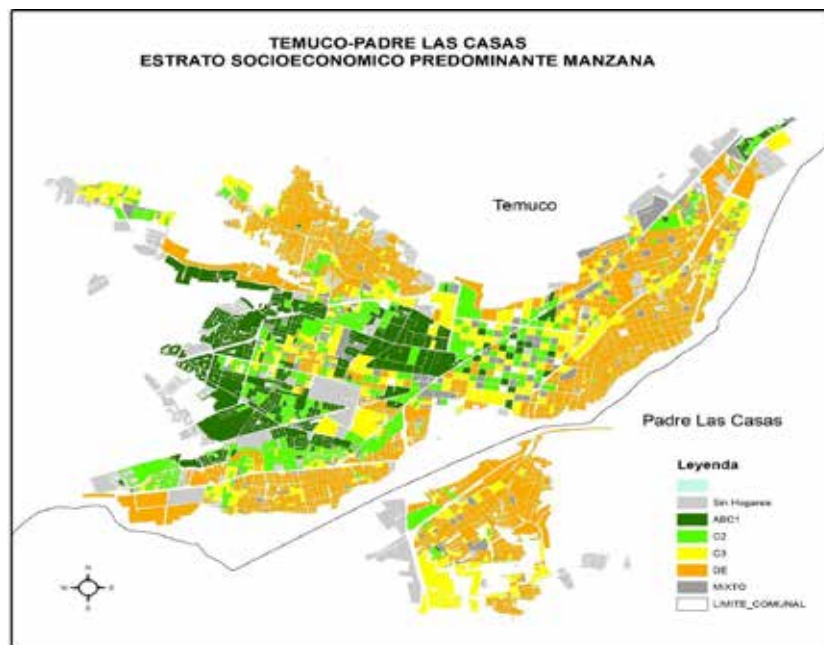 TEMUCO-PADRE LAS CASAS
ESTRATO SOCIOECONOMICO PREDOMINANTE MANZANA
Temuco
Padre Las Casas
Leyenda
Sin Hogares
ABC1
C2
C3
DE
MIXTO
LIMITE_COMUNAL
N
W
E
S